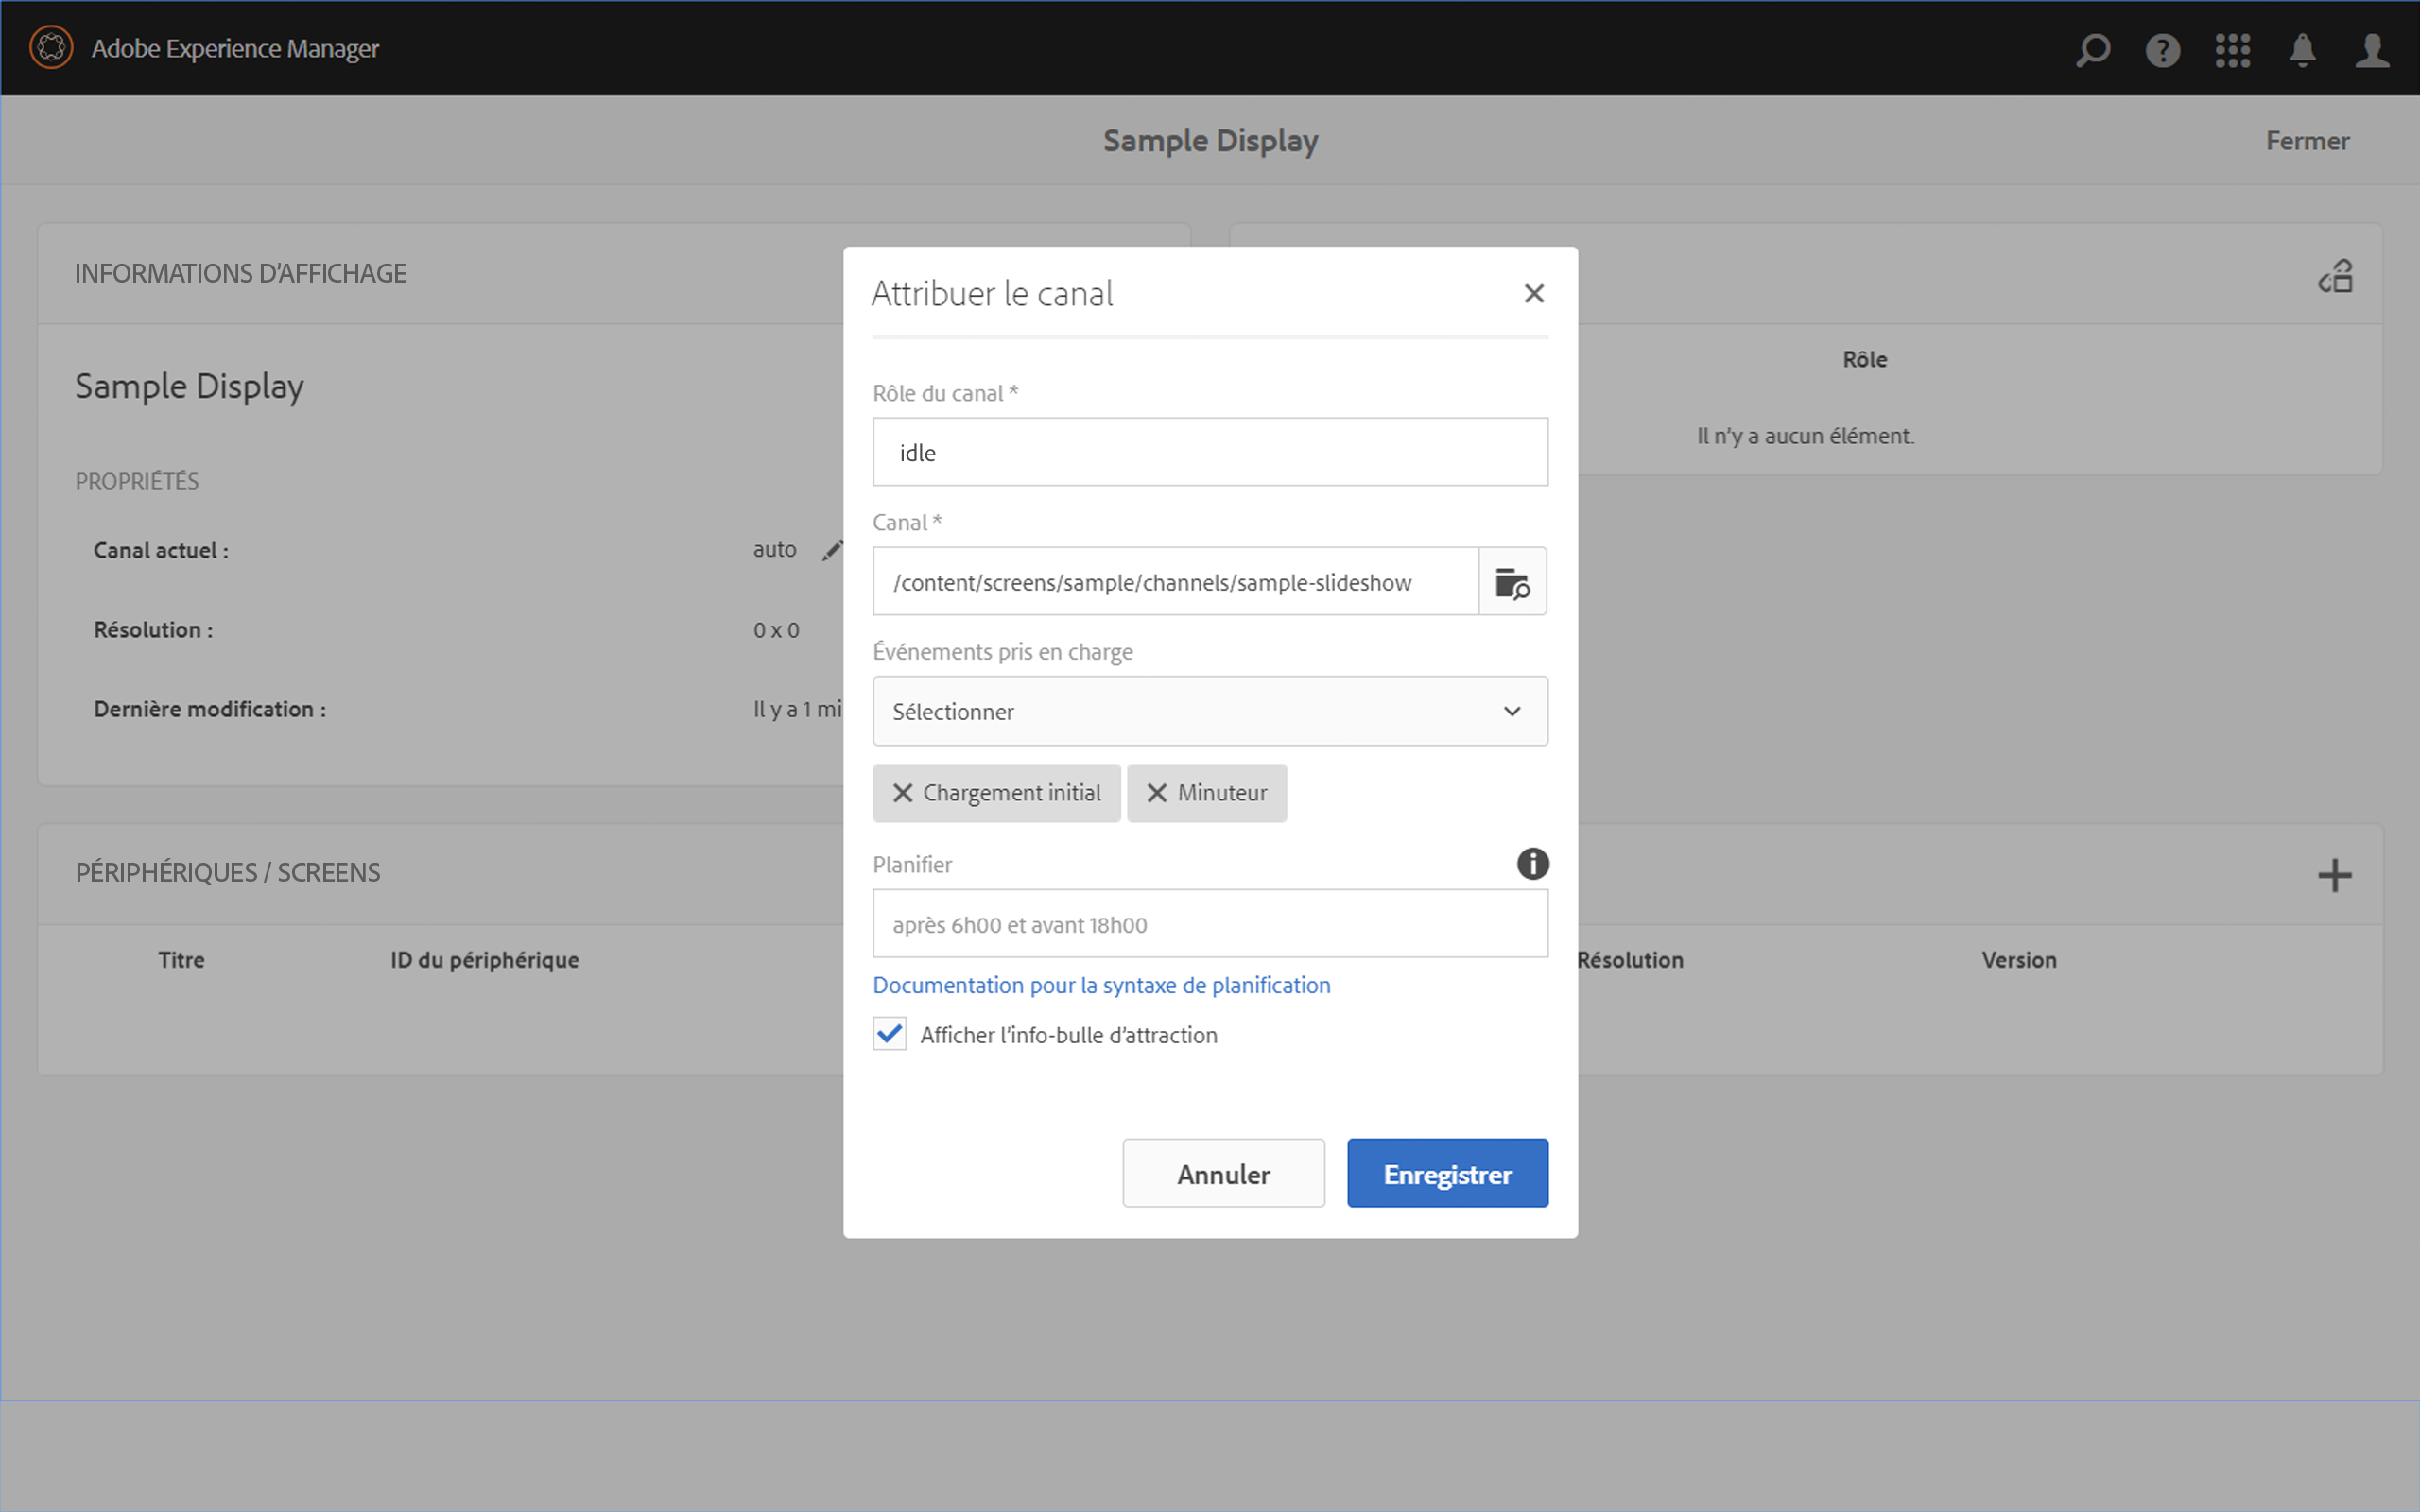 Adobe Experience Manager
Sample Display
Fermer
INFORMATIONS D'AFFICHAGE
Sample Display
PROPRIÉTÉS
Canal actuel :
auto
Résolution :
0 x 0
Dernière modification :
Il y a 1 mi
Rôle
Il n'y a aucun élément.
Attribuer le canal
Rôle du canal *
idle
Canal *
/content/screens/sample/channels/sample-slideshow
Événements pris en charge
Sélectionner
Chargement initial
Minuteur
Planifier
après 6h00 et avant 18h00
Documentation pour la syntaxe de planification
Afficher l'info-bulle d'attraction
Annuler
Enregistrer
PÉRIPHÉRIQUES / SCREENS
Titre
ID du périphérique
Résolution
Version